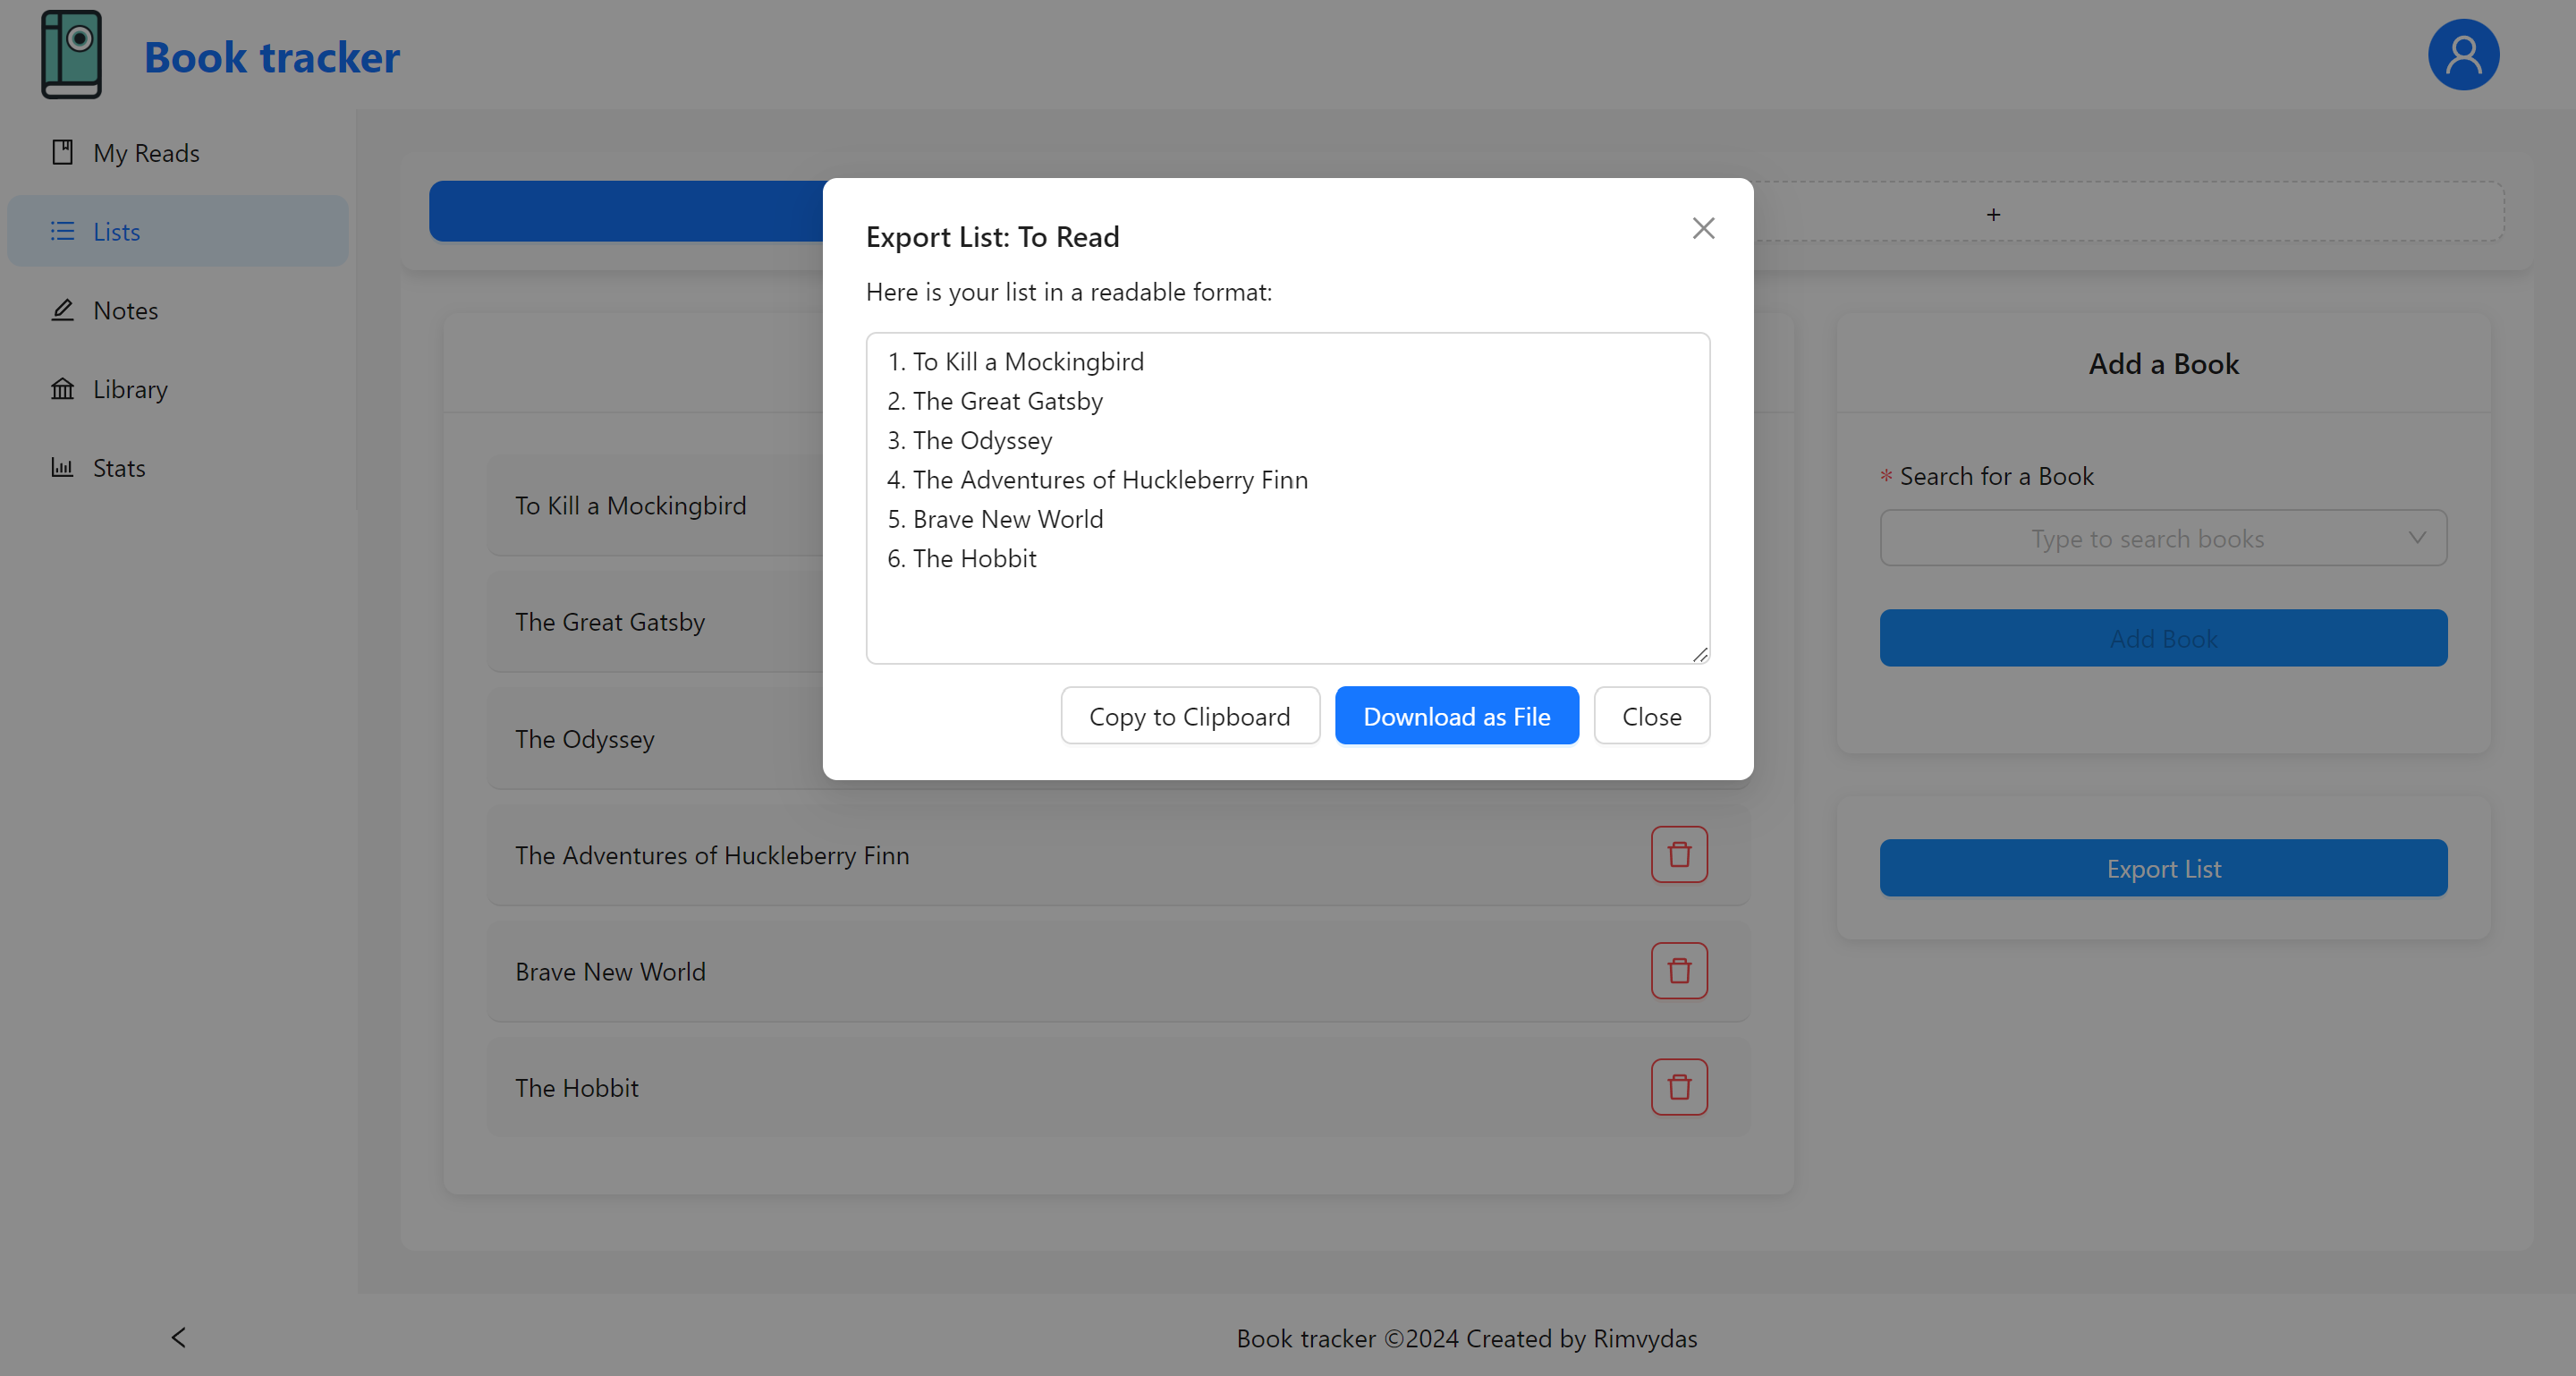 Book tracker
My Reads
Lists
Notes
Library
Stats
+
Export List: To Read
Here is your list in a readable format:
1. To Kill a Mockingbird
2. The Great Gatsby
3. The Odyssey
4. The Adventures of Huckleberry Finn
5. Brave New World
6. The Hobbit
Copy to Clipboard
Download as File
Close
To Kill a Mockingbird
The Great Gatsby
The Odyssey
The Adventures of Huckleberry Finn
Brave New World
The Hobbit
Add a Book
* Search for a Book
Type to search books
Add Book
Export List
Book tracker ©2024 Created by Rimvydas